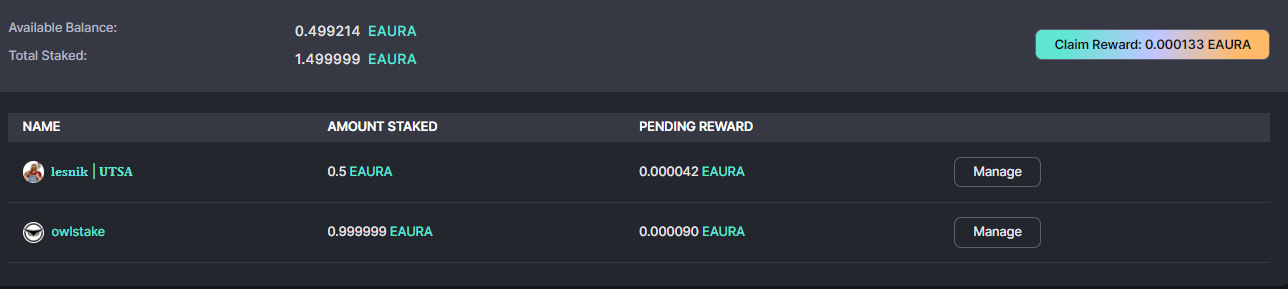 Available Balance: 0.499214 EAURA
Total Staked: 1.499999 EAURA
Claim Reward: 0.000133 EAURA
NAME AMOUNT STAKED PENDING REWARD
lesnik | UTSA 0.5 EAURA 0.000042 EAURA Manage
owlstake 0.999999 EAURA 0.000090 EAURA Manage